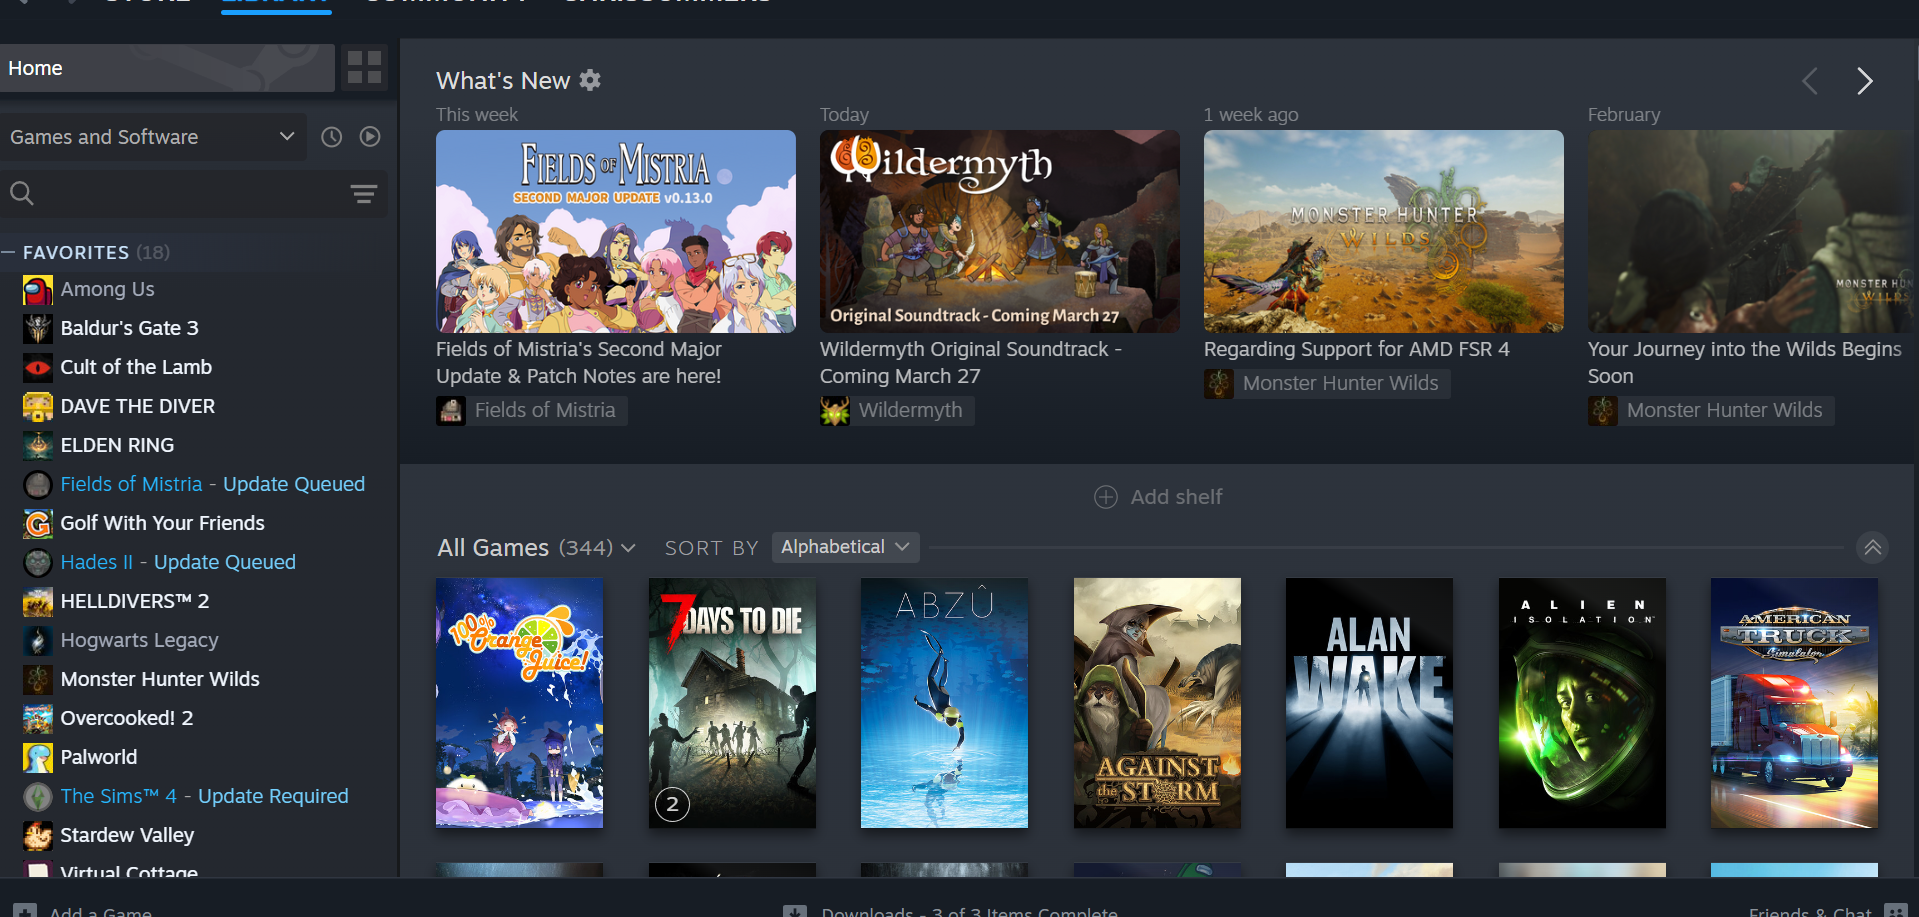 STORE LIBRARY COMMUNITY
Home
Games and Software
FAVORITES (18)
Among Us
Baldur's Gate 3
Cult of the Lamb
DAVE THE DIVER
ELDEN RING
Fields of Mistria - Update Queued
Golf With Your Friends
Hades II - Update Queued
HELLDIVERS™ 2
Hogwarts Legacy
Monster Hunter Wilds
Overcooked! 2
Palworld
The Sims™ 4 - Update Required
Stardew Valley
Virtual Cottage
What's New
This week
FIELDS OF MISTRIA
SECOND MAJOR UPDATE v0.13.0
Fields of Mistria's Second Major
Update & Patch Notes are here!
Fields of Mistria
Today
Wildermyth
Original Soundtrack - Coming March 27
Wildermyth Original Soundtrack -
Coming March 27
Wildermyth
1 week ago
MONSTER HUNTER
WILDS
Regarding Support for AMD FSR 4
Monster Hunter Wilds
February
MONSTER HUN
WILDS
Your Journey into the Wilds Begins
Soon
Monster Hunter Wilds
Add shelf
All Games (344)
SORT BY Alphabetical
100%
Orange
Juice!
7 DAYS TO DIE
2
ABZÛ
AGAINST
the STORM
ALAN
WAKE
ALIEN
ISOLATION™
AMERICAN
TRUCK
Simulator
Add a Game
Downloads - 3 of 3 Items Complete
Friends & Chat